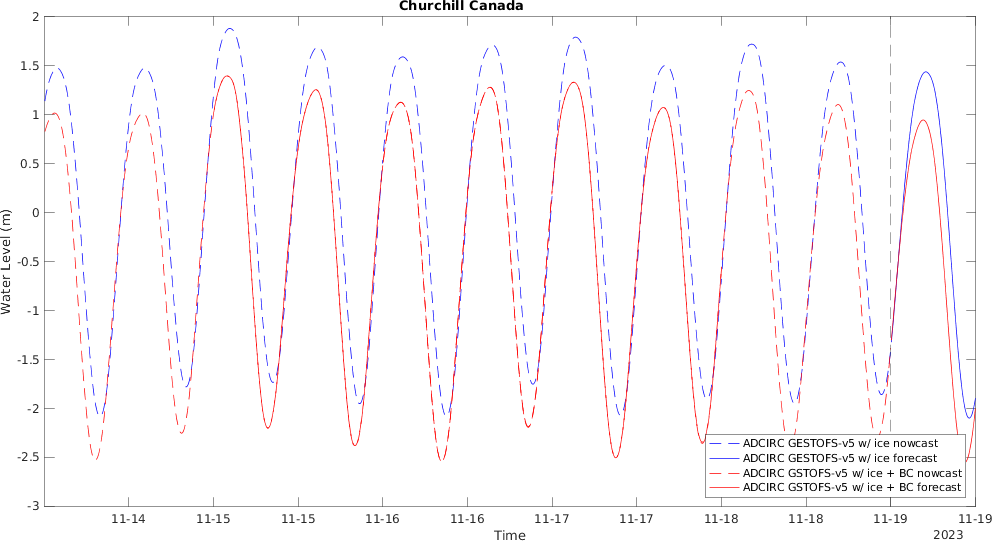 Churchill Canada
2
1.5
1
0.5
0
-0.5
-1
-1.5
-2
-2.5
-3
Water Level (m)
ADCIRC GESTOFS-v5 w/ ice nowcast
ADCIRC GESTOFS-v5 w/ ice forecast
ADCIRC GSTOFS-v5 w/ ice + BC nowcast
ADCIRC GSTOFS-v5 w/ ice + BC forecast
11-14 11-15 11-15 11-16 11-16 11-17 11-17 11-18 11-18 11-19 11-19
Time
2023